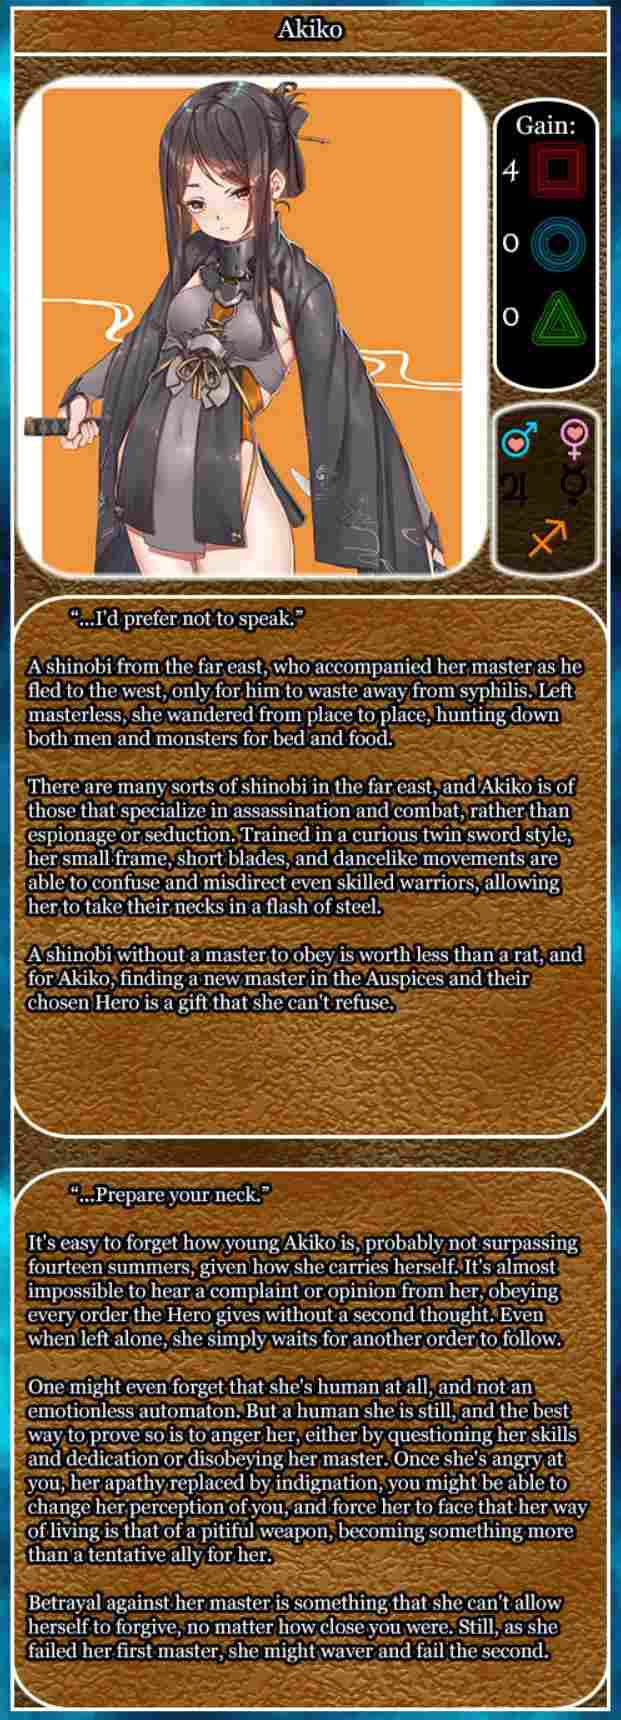 Akiko
Gain:
4
0
0
“...I'd prefer not to speak.”
A shinobi from the far east, who accompanied her master as he
fled to the west, only for him to waste away from syphilis. Left
masterless, she wandered from place to place, hunting down
both men and monsters for bed and food.
There are many sorts of shinobi in the far east, and Akiko is of
those that specialize in assassination and combat, rather than
espionage or seduction. Trained in a curious twin sword style,
her small frame, short blades, and dancelike movements are
able to confuse and misdirect even skilled warriors, allowing
her to take their necks in a flash of steel.
A shinobi without a master to obey is worth less than a rat, and
for Akiko, finding a new master in the Auspices and their
chosen Hero is a gift that she can't refuse.
“...Prepare your neck.”
It's easy to forget how young Akiko is, probably not surpassing
fourteen summers, given how she carries herself. It's almost
impossible to hear a complaint or opinion from her, obeying
every order the Hero gives without a second thought. Even
when left alone, she simply waits for another order to follow.
One might even forget that she's human at all, and not an
emotionless automaton. But a human she is still, and the best
way to prove so is to anger her, either by questioning her skills
and dedication or disobeying her master. Once she's angry at
you, her apathy replaced by indignation, you might be able to
change her perception of you, and force her to face that her way
of living is that of a pitiful weapon, becoming something more
than a tentative ally for her.
Betrayal against her master is something that she can't allow
herself to forgive, no matter how close you were. Still, as she
failed her first master, she might waver and fail the second.